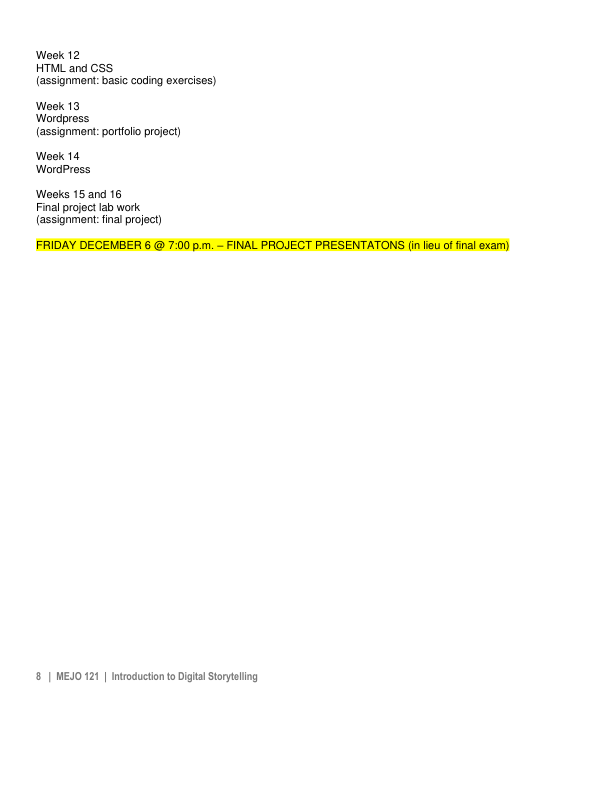 Week 12
HTML and CSS
(assignment: basic coding exercises)
Week 13
Wordpress
(assignment: portfolio project)
Week 14
WordPress
Weeks 15 and 16
Final project lab work
(assignment: final project)
FRIDAY DECEMBER 6 @ 7:00 p.m. – FINAL PROJECT PRESENTATONS (in lieu of final exam)
8 | MEJO 121 | Introduction to Digital Storytelling